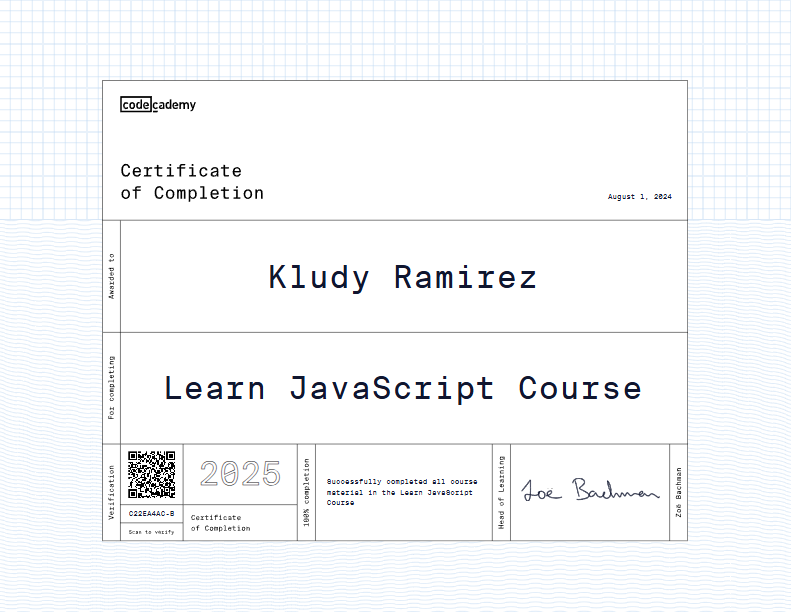 codecademy
Certificate
of Completion
August 1, 2024
Awarded to
Kludy Ramirez
For completing
Learn JavaScript Course
Verification
C22EA4AC-B
Scan to verify
2025
Certificate
of Completion
100% completion
Successfully completed all course
material in the Learn JavaScript
Course
Head of Learning
Zoë Bachman
Zoë Bachman